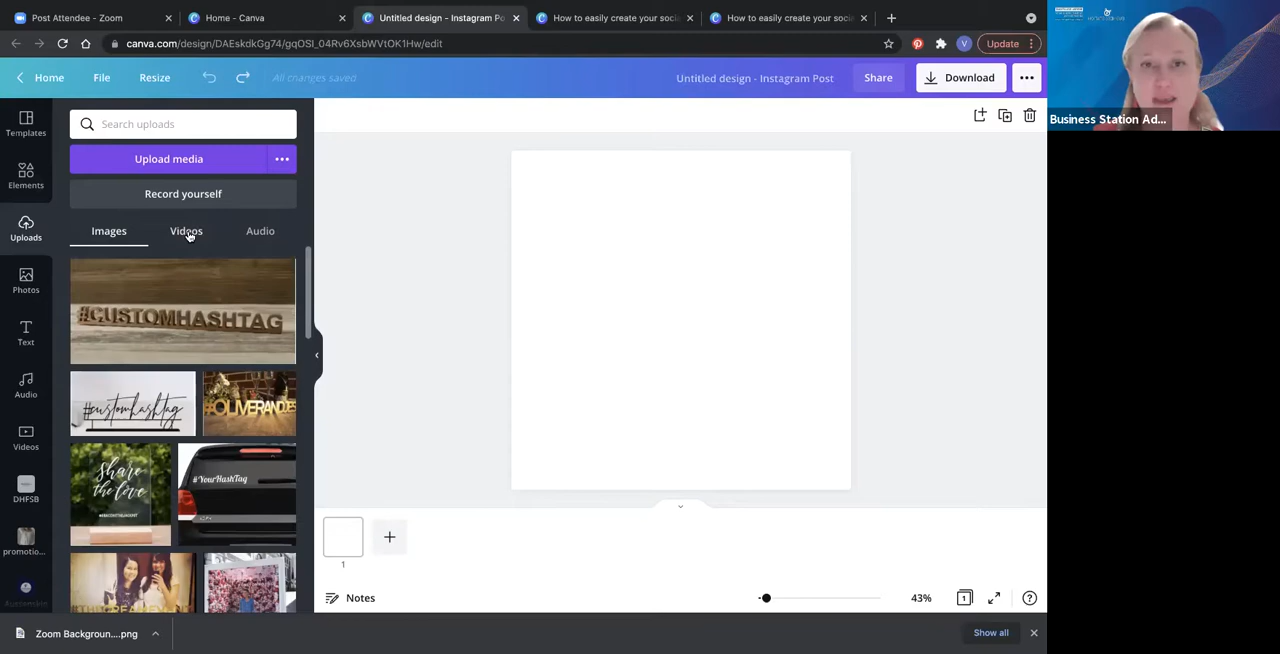 Post Attendee - Zoom
Home - Canva
Untitled design - Instagram Po
How to easily create your socia
How to easily create your socia
canva.com/design/DAEskdkGg74/gqOSI_04Rv6XsbWVtOK1Hw/edit
V
Update
Home
File
Resize
All changes saved
Untitled design - Instagram Post
Share
Download
Business Station Ad...
Templates
Elements
Uploads
Photos
Text
Audio
Videos
DHFSB
promotio...
Search uploads
Upload media
Record yourself
Images
Videos
Audio
#CUSTOMHASHTAG
#customhashtag
share
the love
#YourHashTag
1
Notes
43%
1
Zoom Backgroun....png
Show all